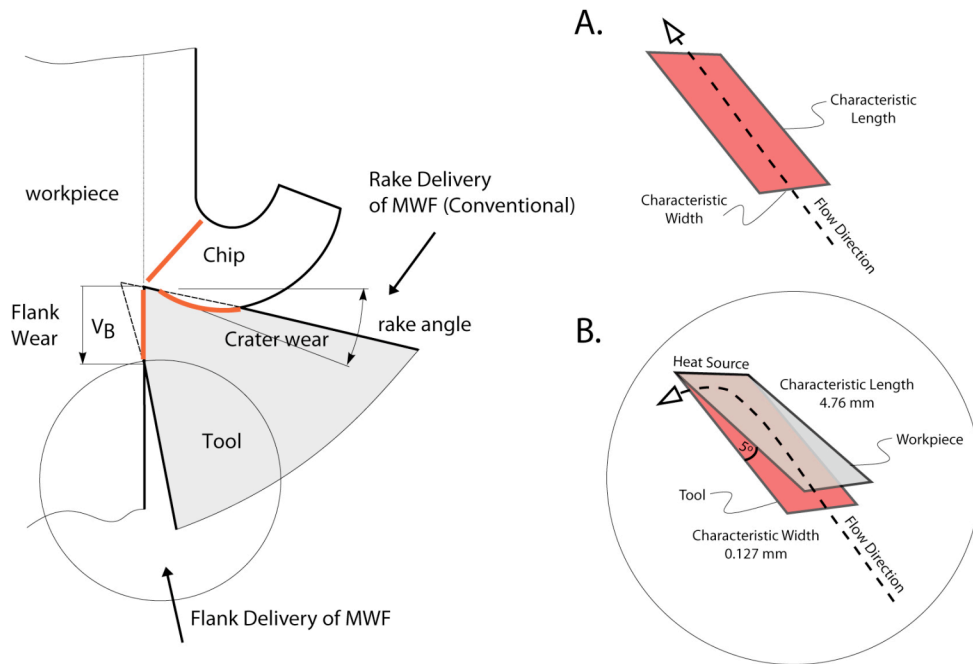 workpiece
Chip
Rake Delivery
of MWF (Conventional)
Flank
Wear
VB
rake angle
Crater wear
Tool
Flank Delivery of MWF
A.
Characteristic
Length
Characteristic
Width
Flow Direction
B.
Heat Source
Characteristic Length
4.76 mm
Workpiece
5º
Tool
Characteristic Width
0.127 mm
Flow Direction